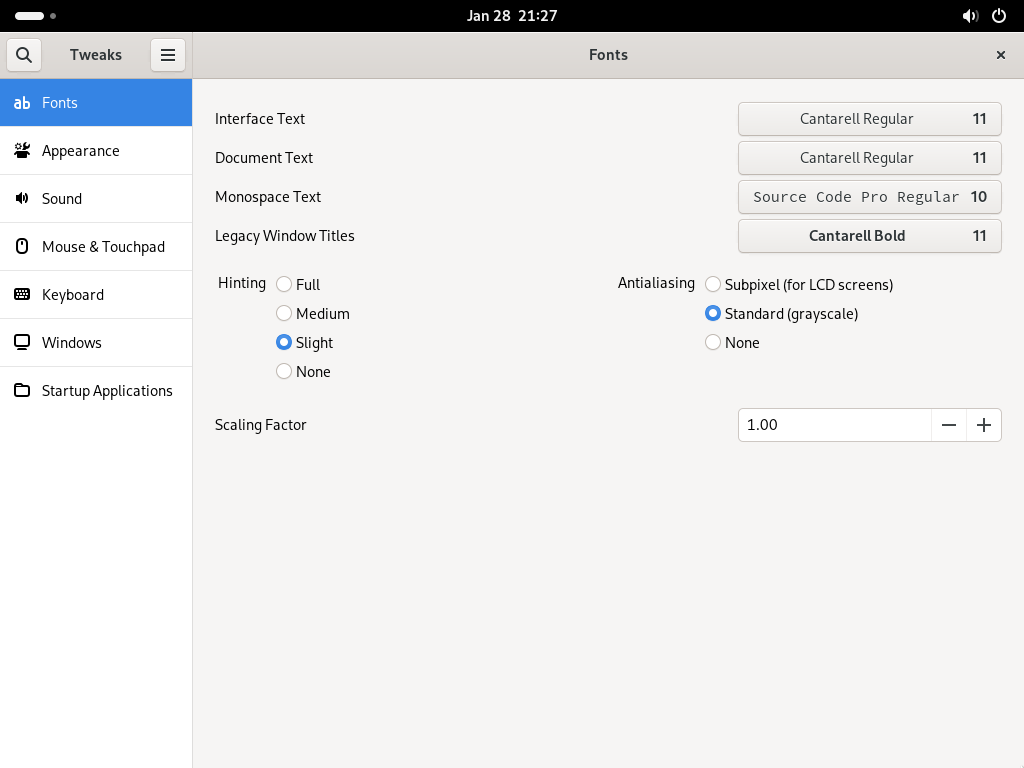 Jan 28 21:27
Tweaks
Fonts
ab Fonts
Appearance
Sound
Mouse & Touchpad
Keyboard
Windows
Startup Applications
Interface Text Cantarell Regular 11
Document Text Cantarell Regular 11
Monospace Text Source Code Pro Regular 10
Legacy Window Titles Cantarell Bold 11
Hinting
Full
Medium
Slight
None
Antialiasing
Subpixel (for LCD screens)
Standard (grayscale)
None
Scaling Factor 1.00